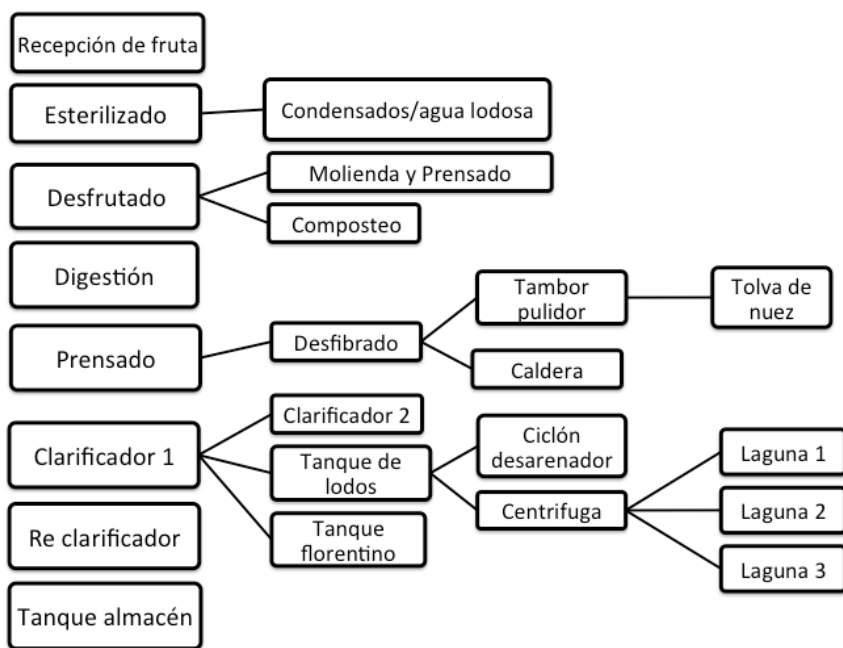 Recepción de fruta
Esterilizado
Condensados/agua lodosa
Desfrutado
Molienda y Prensado
Composteo
Digestión
Prensado
Desfibrado
Tambor
pulidor
Tolva de
nuez
Caldera
Clarificador 1
Clarificador 2
Tanque de
lodos
Tanque
florentino
Ciclón
desarenador
Centrifuga
Laguna 1
Laguna 2
Laguna 3
Re clarificador
Tanque almacén